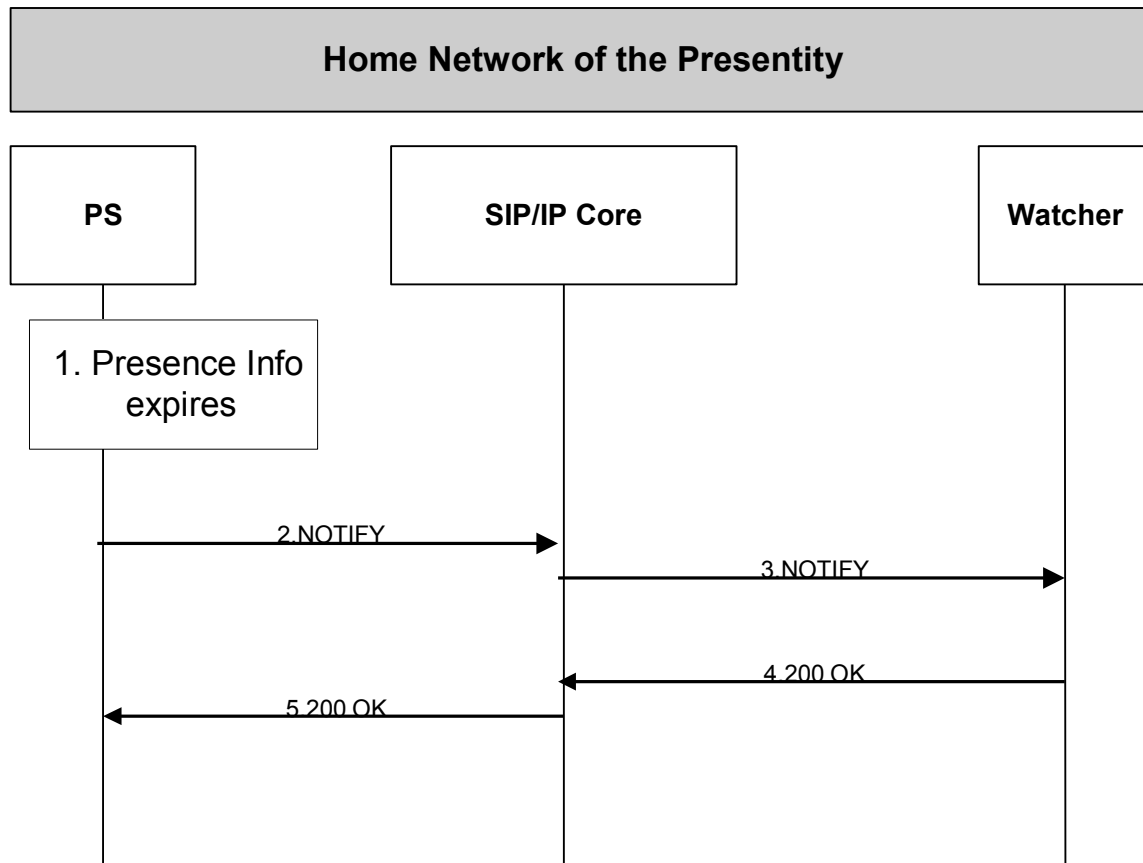 Home Network of the Presentity
PS
SIP/IP Core
Watcher
1. Presence Info
expires
2.NOTIFY
3.NOTIFY
4.200 OK
5.200 OK